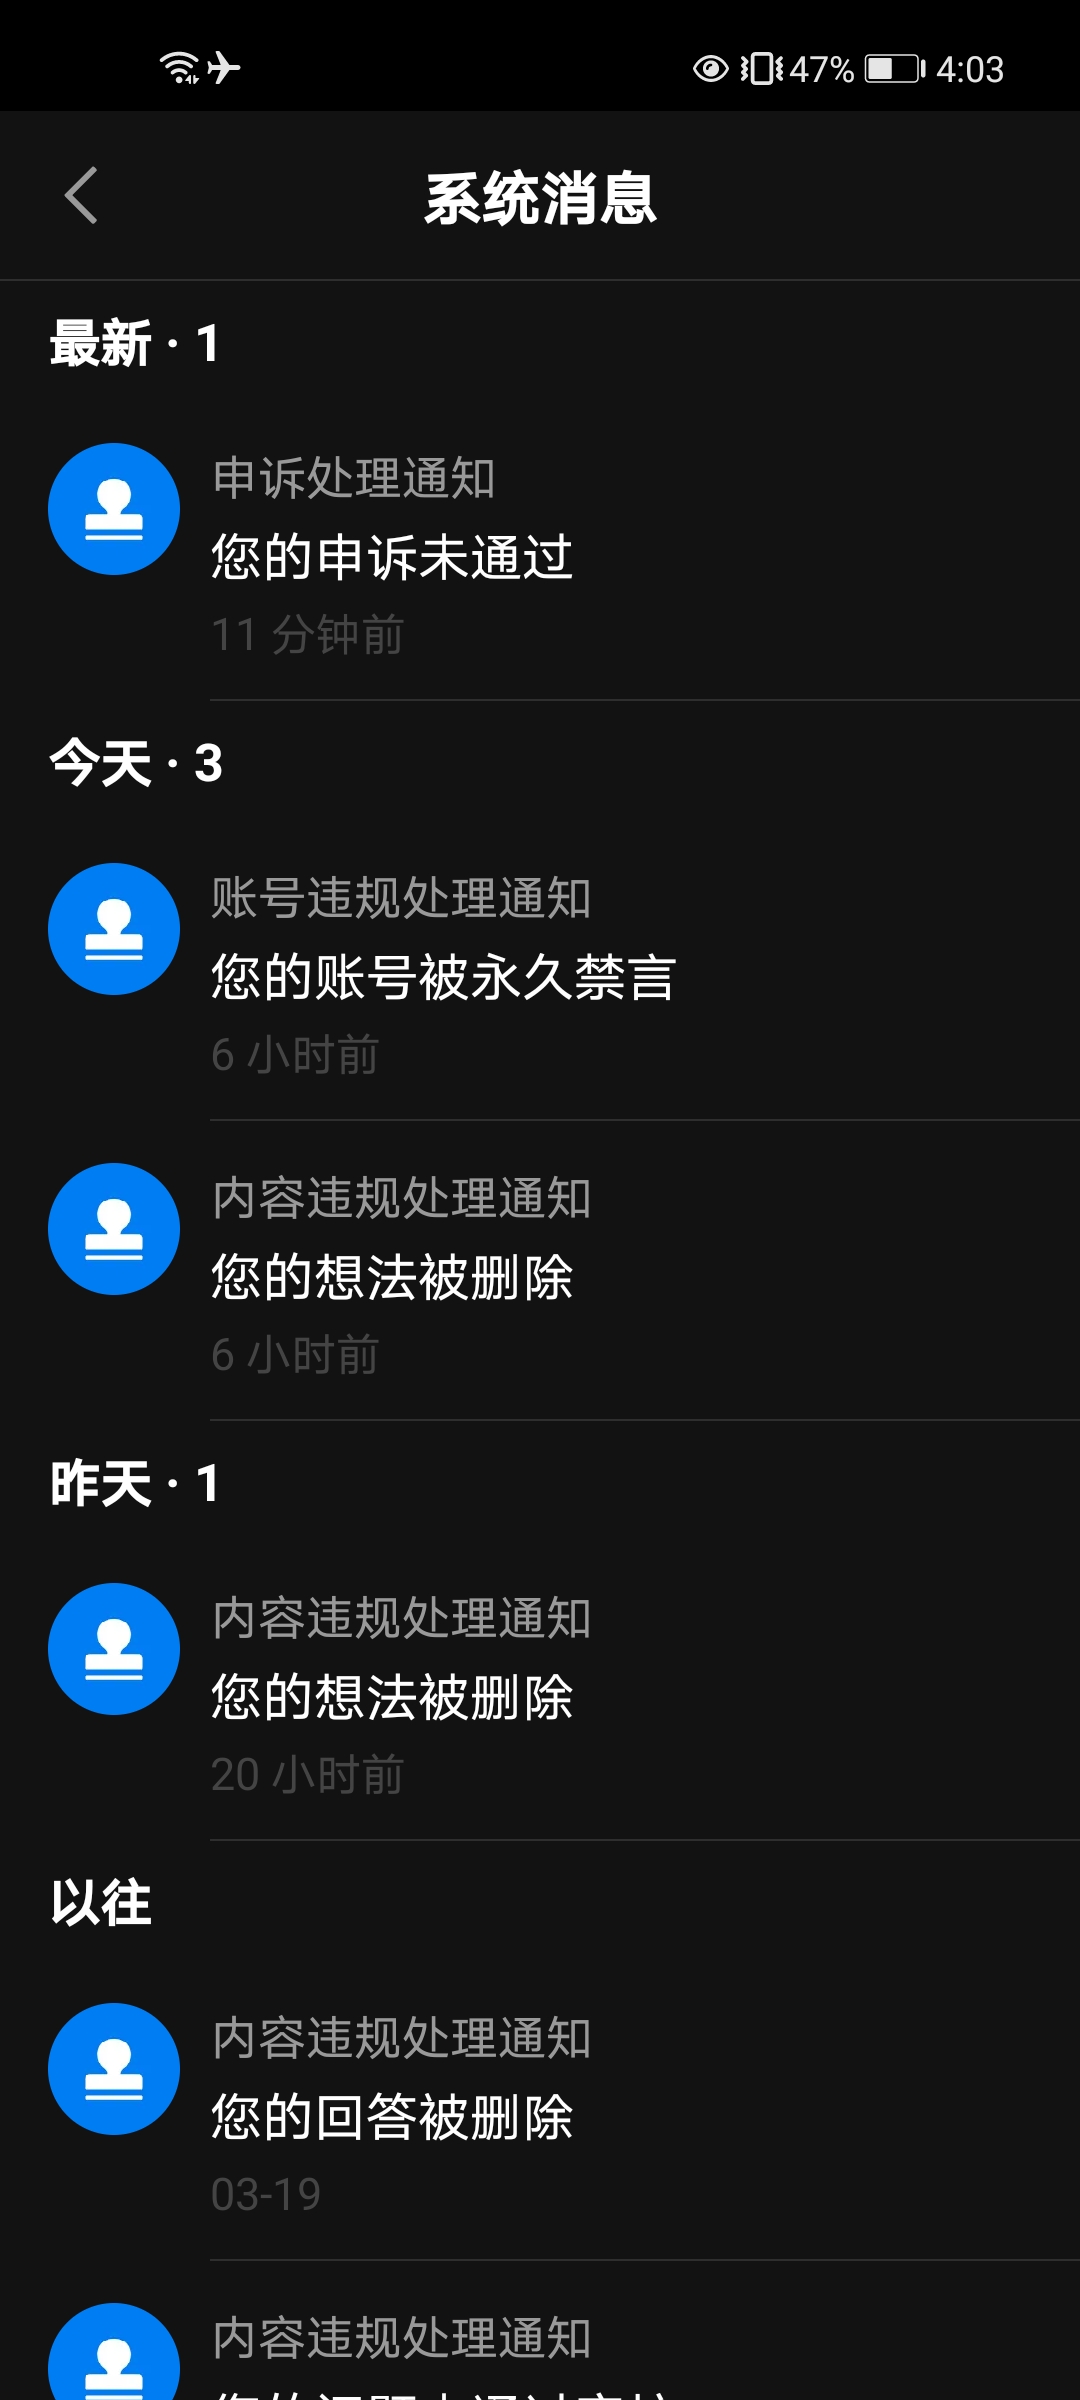 47% 4:03
系统消息
最新 · 1
申诉处理通知
您的申诉未通过
11 分钟前
今天 · 3
账号违规处理通知
您的账号被永久禁言
6 小时前
内容违规处理通知
您的想法被删除
6 小时前
昨天 · 1
内容违规处理通知
您的想法被删除
20 小时前
以往
内容违规处理通知
您的回答被删除
03-19
内容违规处理通知